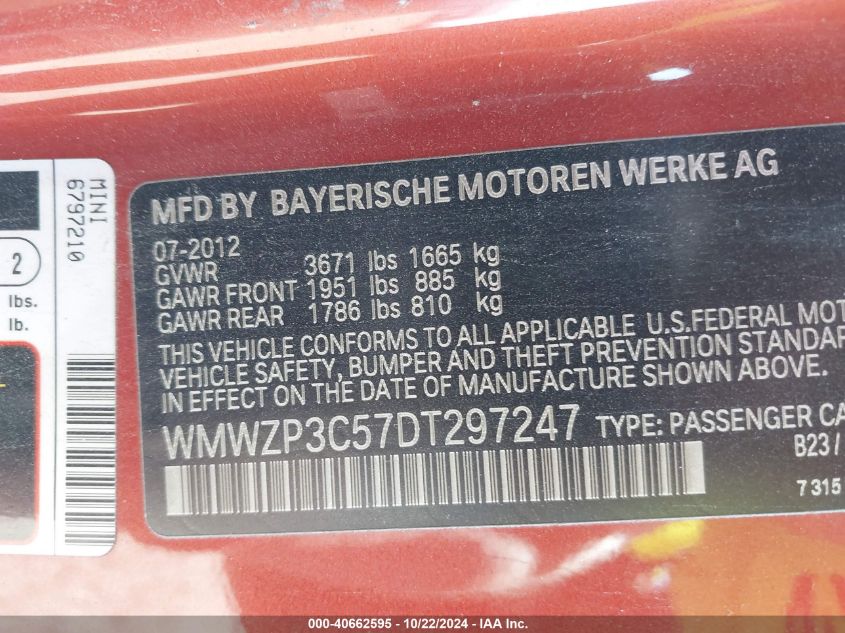 MINI
6797210
2
lbs.
lb.
MFD BY BAYERISCHE MOTOREN WERKE AG
07-2012
GVWR 3671 lbs 1665 kg
GAWR FRONT 1951 lbs 885 kg
GAWR REAR 1786 lbs 810 kg
THIS VEHICLE CONFORMS TO ALL APPLICABLE U.S.FEDERAL MOT
VEHICLE SAFETY, BUMPER AND THEFT PREVENTION STANDAR
IN EFFECT ON THE DATE OF MANUFACTURE SHOWN ABOVE.
WMWZP3C57DT297247 TYPE: PASSENGER CA
B23/
7 315
000-40662595 - 10/22/2024 - © IAA Inc.